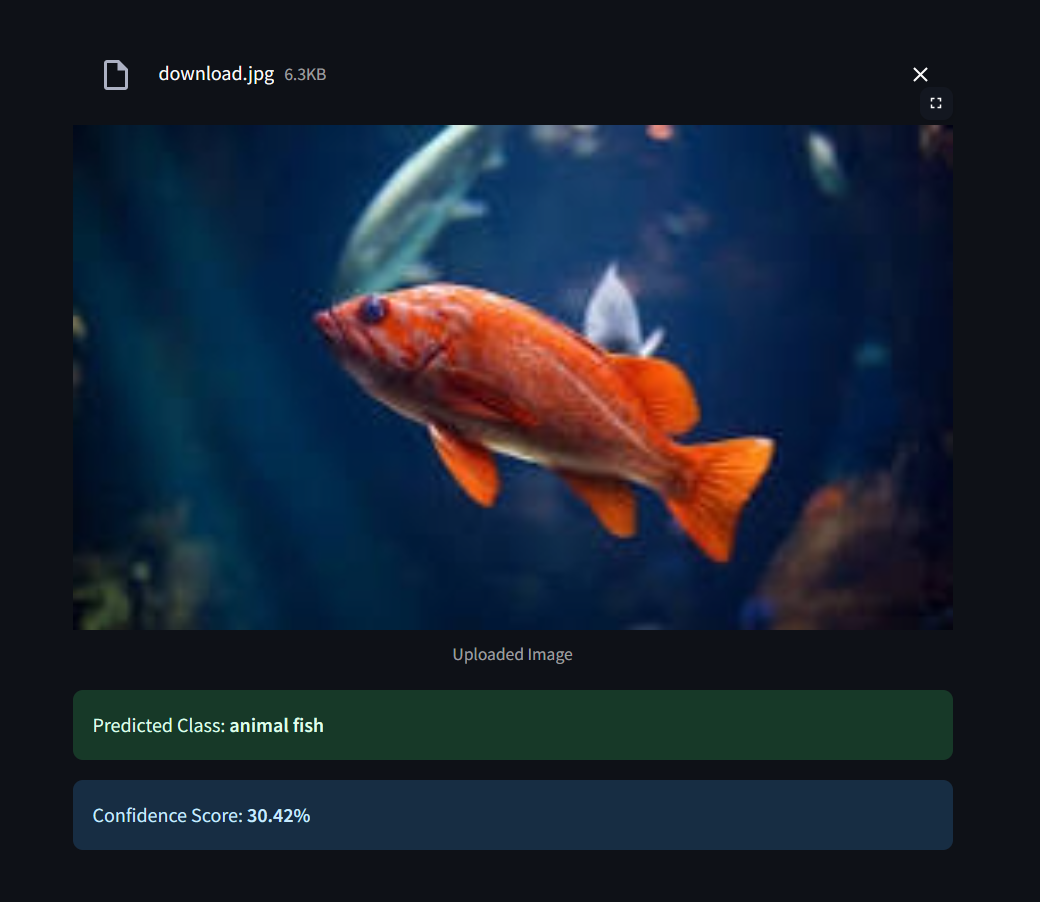 download.jpg 6.3KB
Uploaded Image
Predicted Class: animal fish
Confidence Score: 30.42%